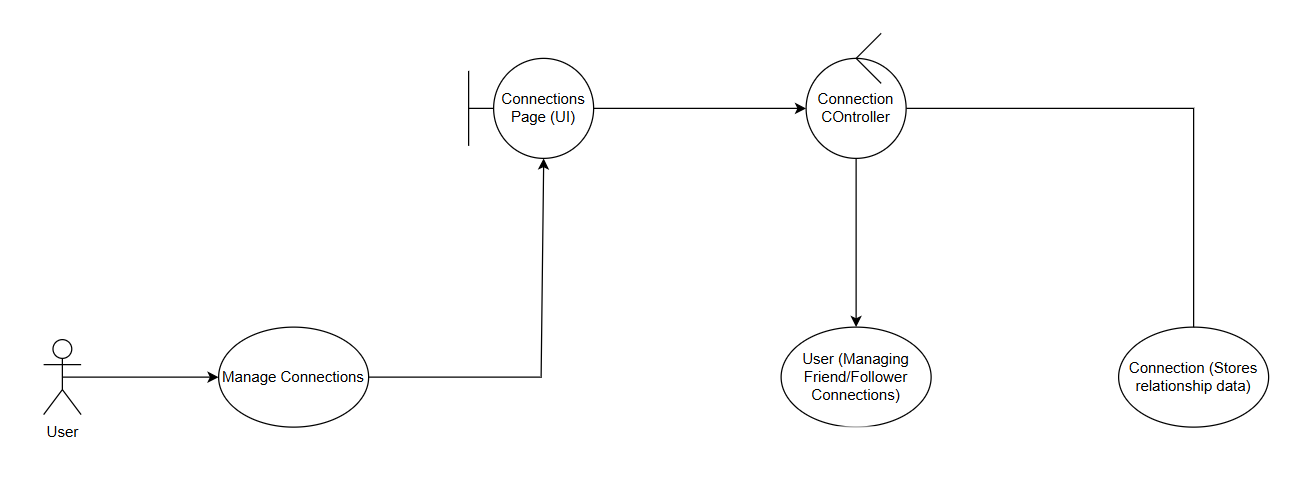 Connections
Page (UI)
Connection
COntroller
User
Manage Connections
User (Managing
Friend/Follower
Connections)
Connection (Stores
relationship data)